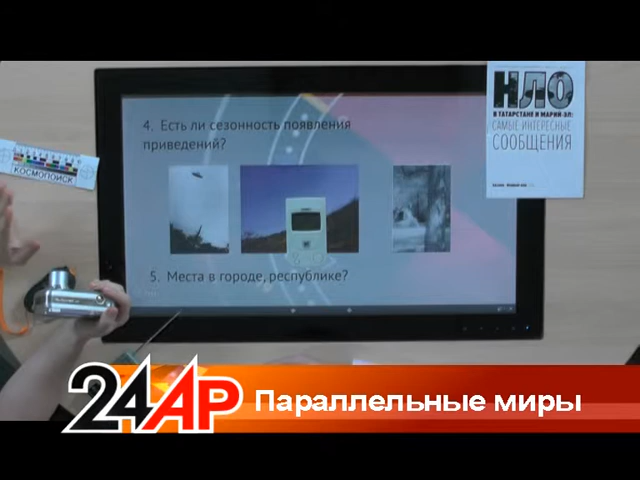 НЛО
В ТАТАРСТАНЕ И МАРИЙ-ЭЛ:
САМЫЕ ИНТЕРЕСНЫЕ
СООБЩЕНИЯ
4. Есть ли сезонность появления
приведений?
КОСМОПОИСК
5. Места в городе, республике?
24АР
Параллельные миры